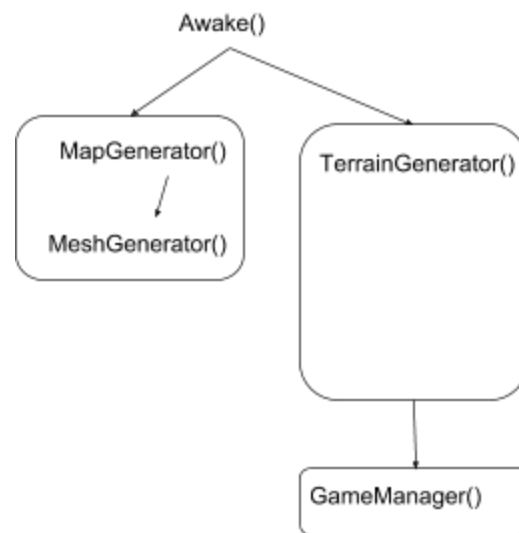 Awake()
MapGenerator()
TerrainGenerator()
MeshGenerator()
GameManager()